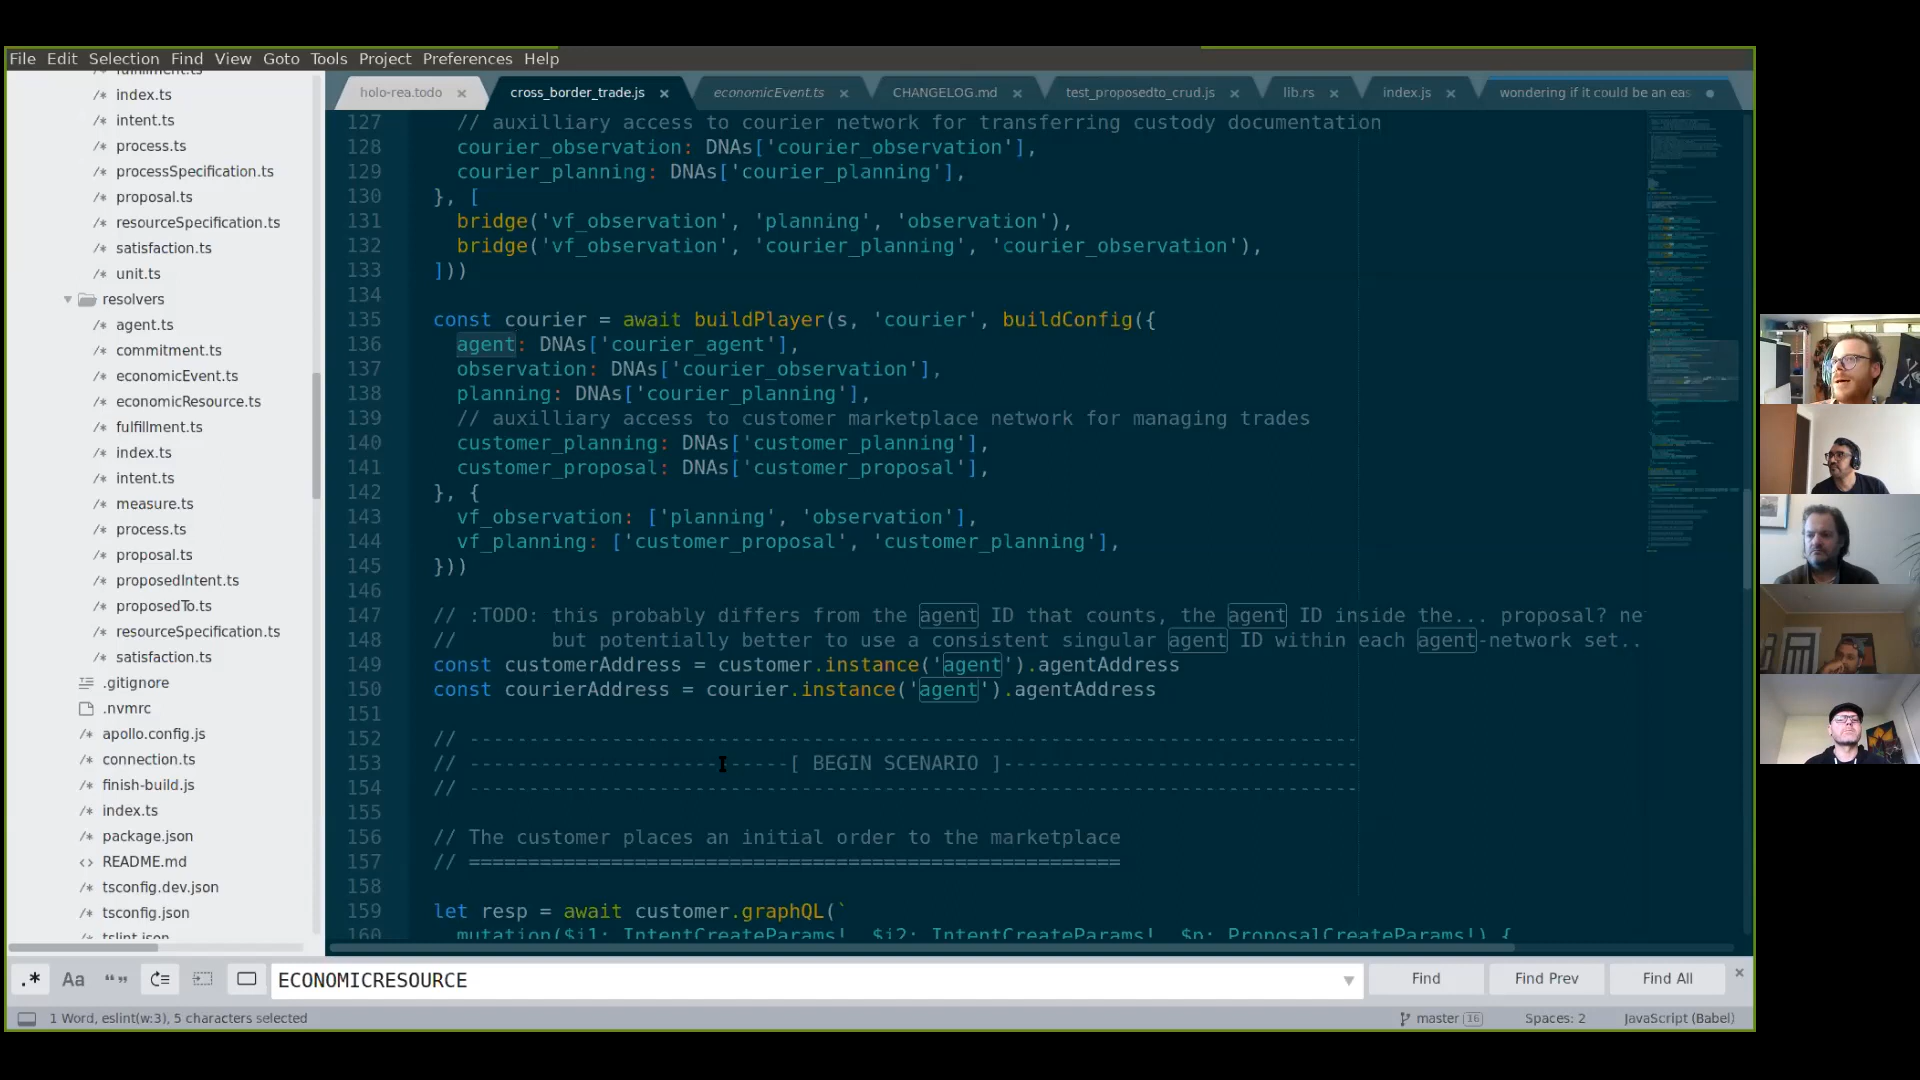 File Edit Selection Find View Goto Tools Project Preferences Help
holo-rea.todo × cross_border_trade.js × economicEvent.ts × CHANGELOG.md × test_proposedto_crud.js × lib.rs × index.js × wondering if it could be an eas
fulfillment.ts
/* index.ts
/* intent.ts
/* process.ts
/* processSpecification.ts
/* proposal.ts
/* resourceSpecification.ts
/* satisfaction.ts
/* unit.ts
resolvers
/* agent.ts
/* commitment.ts
/* economicEvent.ts
/* economicResource.ts
/* fulfillment.ts
/* index.ts
/* intent.ts
/* measure.ts
/* process.ts
/* proposal.ts
/* proposedIntent.ts
/* proposedTo.ts
/* resourceSpecification.ts
/* satisfaction.ts
/* .gitignore
.nvmrc
/* apollo.config.js
/* connection.ts
/* finish-build.js
/* index.ts
/* package.json
<> README.md
/* tsconfig.dev.json
/* tsconfig.json
/* tslint.json
127 // auxilliary access to courier network for transferring custody documentation
128 courier_observation: DNAs['courier_observation'],
129 courier_planning: DNAs['courier_planning'],
130 }, [
131 bridge('vf_observation', 'planning', 'observation'),
132 bridge('vf_observation', 'courier_planning', 'courier_observation'),
133 ]))
134
135 const courier = await buildPlayer(s, 'courier', buildConfig({
136 agent: DNAs['courier_agent'],
137 observation: DNAs['courier_observation'],
138 planning: DNAs['courier_planning'],
139 // auxilliary access to customer marketplace network for managing trades
140 customer_planning: DNAs['customer_planning'],
141 customer_proposal: DNAs['customer_proposal'],
142 }, {
143 vf_observation: ['planning', 'observation'],
144 vf_planning: ['customer_proposal', 'customer_planning'],
145 }))
146
147 // :TODO: this probably differs from the agent ID that counts, the agent ID inside the... proposal? ne
148 // but potentially better to use a consistent singular agent ID within each agent-network set..
149 const customerAddress = customer.instance('agent').agentAddress
150 const courierAddress = courier.instance('agent').agentAddress
151
152 // ---------------------------------------------------------------------------
153 // ---------------------------[ BEGIN SCENARIO ]------------------------------
154 // ---------------------------------------------------------------------------
155
156 // The customer places an initial order to the marketplace
157 // =======================================================
158
159 let resp = await customer.graphQL(`
160 mutation($i1: IntentCreateParams!, $i2: IntentCreateParams!, $p: ProposalCreateParams!) {
.* Aa “” ECONOMICRESOURCE Find Find Prev Find All ×
1 Word, eslint(w:3), 5 characters selected master 16 Spaces: 2 JavaScript (Babel)